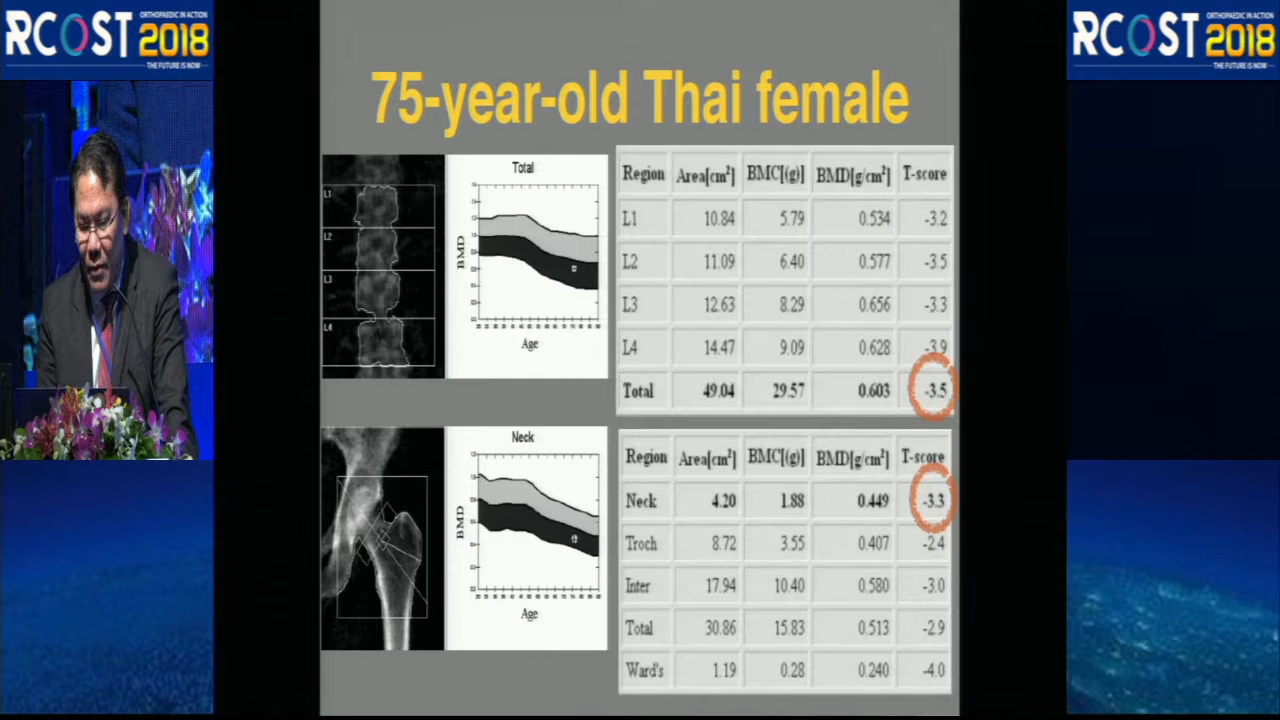 ORTHOPAEDIC IN ACTION
RCOST 2018
THE FUTURE IS NOW
75-year-old Thai female
L1
L2
L3
L4
Total
BMD
Age
Region Area[cm²] BMC[(g)] BMD[g/cm²] T-score
L1 10.84 5.79 0.534 -3.2
L2 11.09 6.40 0.577 -3.5
L3 12.63 8.29 0.656 -3.3
L4 14.47 9.09 0.628 -3.9
Total 49.04 29.57 0.603 -3.5
Neck
BMD
Age
Region Area[cm²] BMC[(g)] BMD[g/cm²] T-score
Neck 4.20 1.88 0.449 -3.3
Troch 8.72 3.55 0.407 -2.4
Inter 17.94 10.40 0.580 -3.0
Total 30.86 15.83 0.513 -2.9
Ward's 1.19 0.28 0.240 -4.0
ORTHOPAEDIC IN ACTION
RCOST 2018
THE FUTURE IS NOW